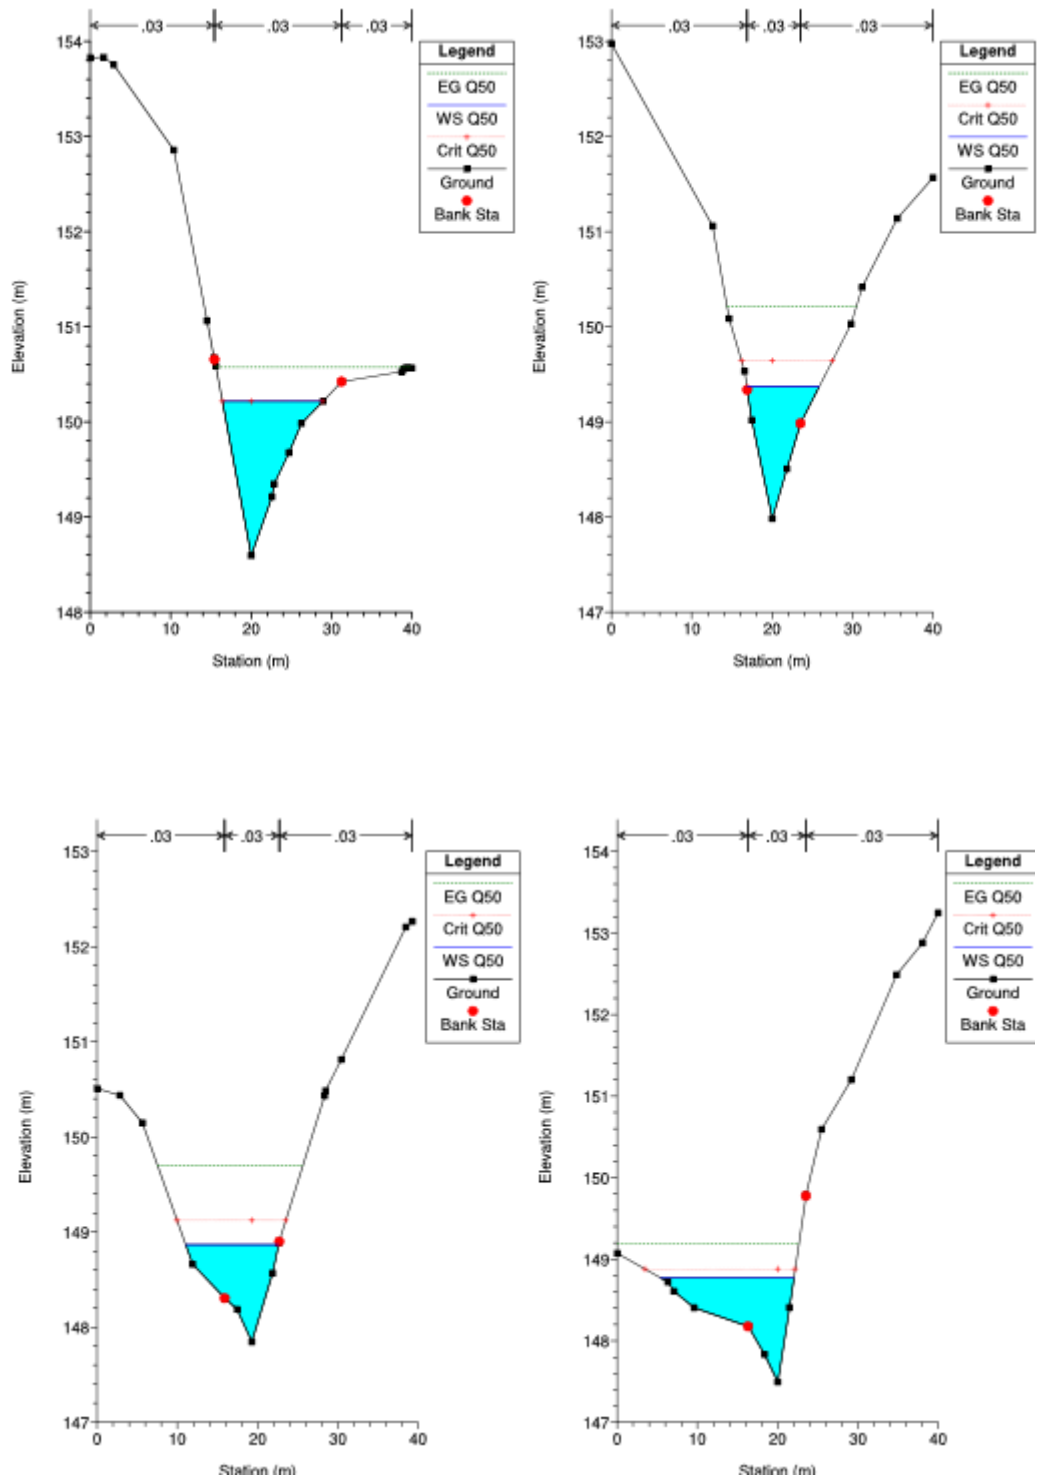 .03 .03 .03
154
153
152
151
150
149
148
0 10 20 30 40
Elevation (m)
Station (m)
Legend
EG Q50
WS Q50
Crit Q50
Ground
Bank Sta
.03 .03 .03
153
152
151
150
149
148
147
0 10 20 30 40
Elevation (m)
Station (m)
Legend
EG Q50
Crit Q50
WS Q50
Ground
Bank Sta
.03 .03 .03
153
152
151
150
149
148
147
0 10 20 30 40
Elevation (m)
Station (m)
Legend
EG Q50
Crit Q50
WS Q50
Ground
Bank Sta
.03 .03 .03
154
153
152
151
150
149
148
147
0 10 20 30 40
Elevation (m)
Station (m)
Legend
EG Q50
Crit Q50
WS Q50
Ground
Bank Sta